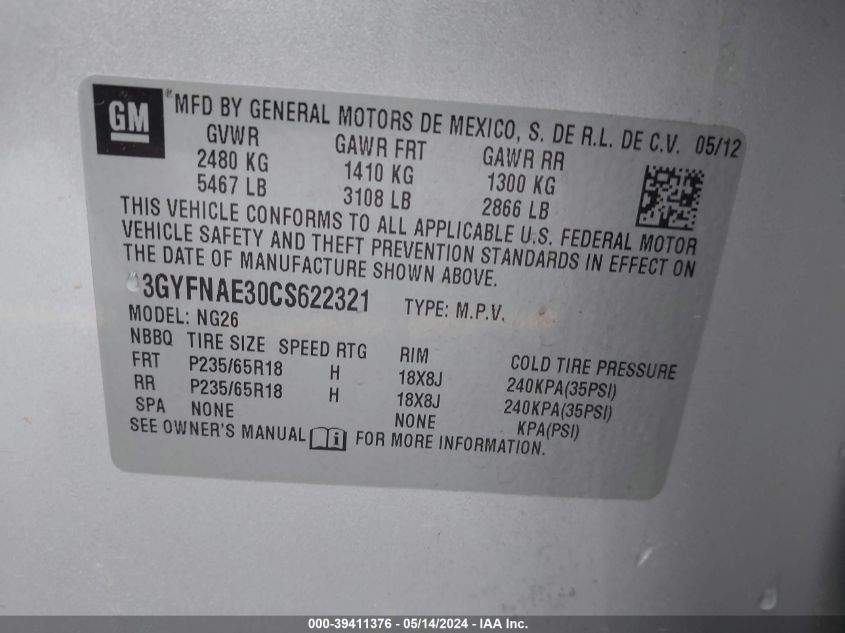 GM
*MFD BY GENERAL MOTORS DE MEXICO, S. DE R.L. DE C.V. 05/12
GVWR GAWR FRT GAWR RR
2480 KG 1410 KG 1300 KG
5467 LB 3108 LB 2866 LB
THIS VEHICLE CONFORMS TO ALL APPLICABLE U.S. FEDERAL MOTOR
VEHICLE SAFETY AND THEFT PREVENTION STANDARDS IN EFFECT ON
THE DATE OF MANUFACTURE SHOWN ABOVE.
3GYFNAE30CS622321 TYPE: M.P.V.
MODEL: NG26
NBBQ TIRE SIZE SPEED RTG RIM COLD TIRE PRESSURE
FRT P235/65R18 H 18X8J 240KPA(35PSI)
RR P235/65R18 H 18X8J 240KPA(35PSI)
SPA NONE NONE KPA(PSI)
SEE OWNER'S MANUAL i FOR MORE INFORMATION.
000-39411376 - 05/14/2024 - IAA Inc.